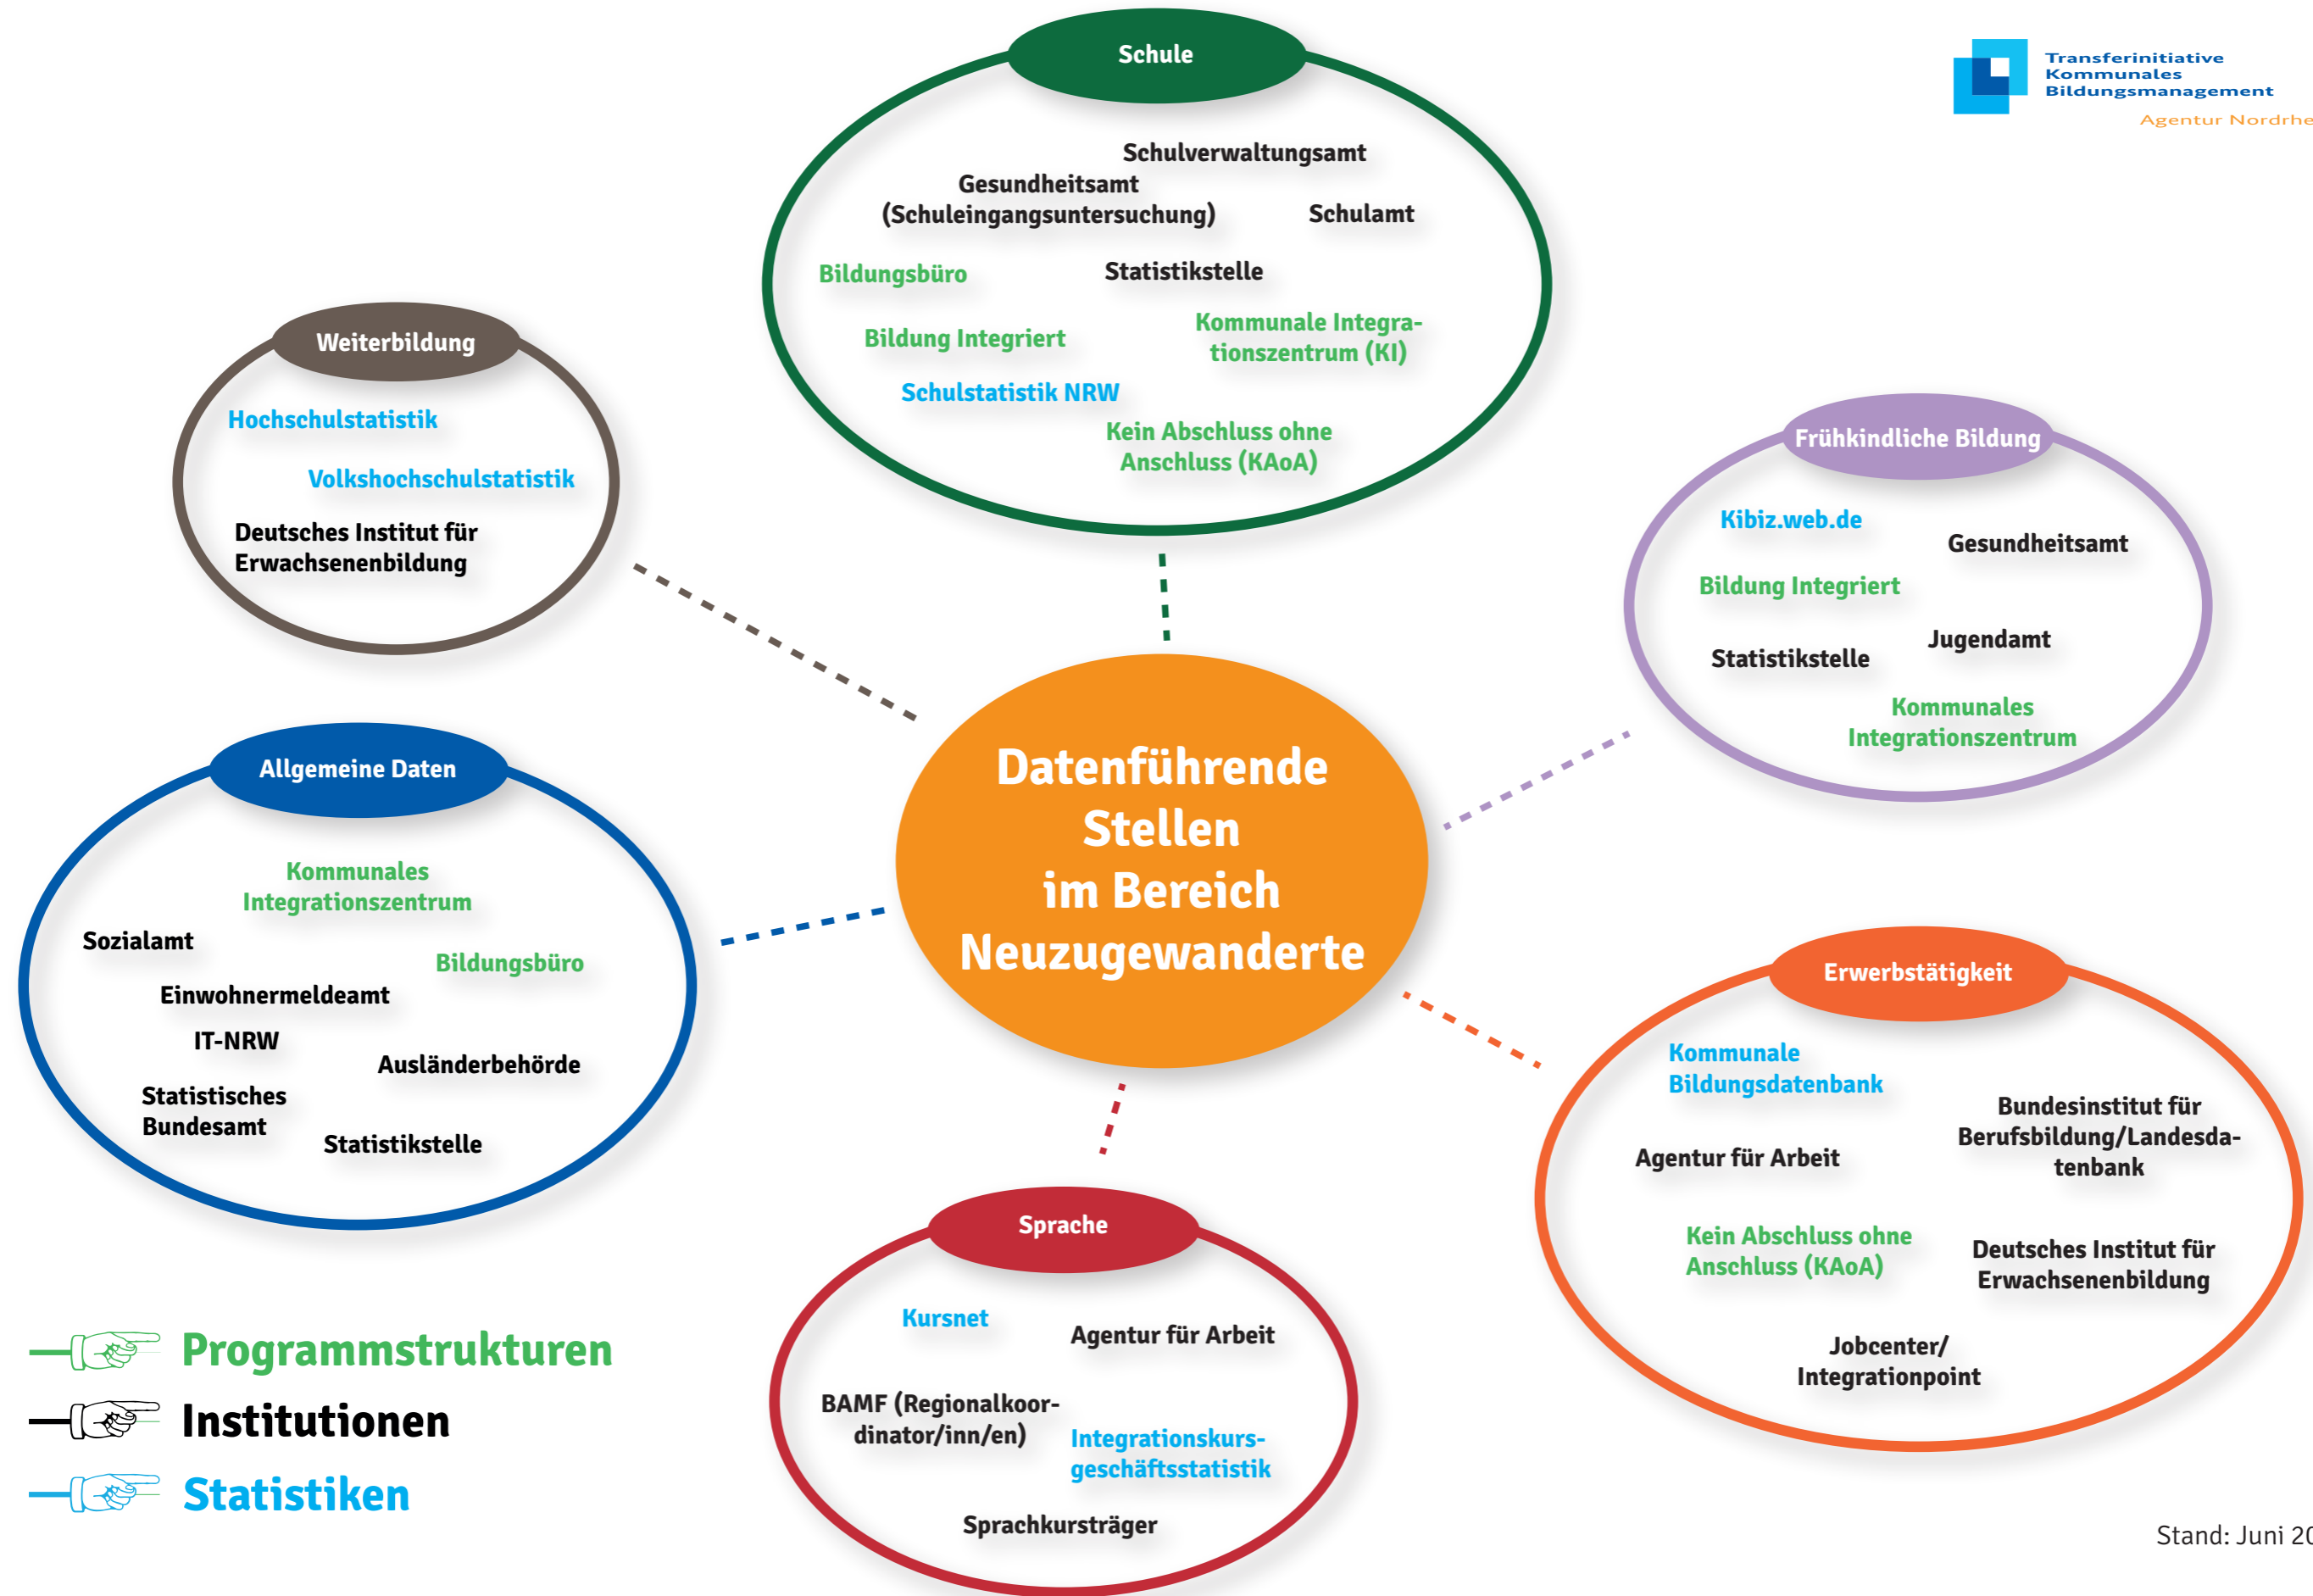 Schule
Schulverwaltungsamt
Gesundheitsamt
(Schuleingangsuntersuchung)
Schulamt
Bildungsbüro
Statistikstelle
Bildung Integriert
Kommunale Integra-
tionszentrum (KI)
Schulstatistik NRW
Kein Abschluss ohne
Anschluss (KAoA)
Transferinitiative
Kommunales
Bildungsmanagement
Agentur
Weiterbildung
Hochschulstatistik
Volkshochschulstatistik
Deutsches Institut für
Erwachsenenbildung
Frühkindliche Bildung
Kibiz.web.de
Gesundheitsamt
Bildung Integriert
Jugendamt
Statistikstelle
Kommunales
Integrationszentrum
Datenführende
Stellen
im Bereich
Neuzugewanderte
Allgemeine Daten
Kommunales
Integrationszentrum
Sozialamt
Bildungsbüro
Einwohnermeldeamt
IT-NRW
Ausländerbehörde
Statistisches
Bundesamt
Statistikstelle
Erwerbstätigkeit
Kommunale
Bildungsdatenbank
Bundesinstitut für
Berufsbildung/Landesda-
tenbank
Agentur für Arbeit
Kein Abschluss ohne
Anschluss (KAoA)
Deutsches Institut für
Erwachsenenbildung
Jobcenter/
Integrationpoint
Sprache
Kursnet
Agentur für Arbeit
BAMF (Regionalkoor-
dinator/inn/en)
Integrationskurs-
geschäftsstatistik
Sprachkursträger
Programmstrukturen
Institutionen
Statistiken
Stand: Juni